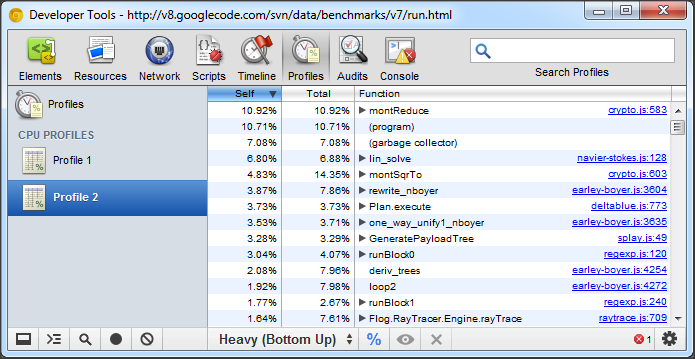 Developer Tools - http://v8.googlecode.com/svn/data/benchmarks/v7/run.html
Elements Resources Network Scripts Timeline Profiles Audits Console Search Profiles
Profiles
CPU PROFILES
Profile 1
Profile 2
Self Total Function
10.92% 10.92% montReduce crypto.js:583
10.71% 10.71% (program)
7.08% 7.08% (garbage collector)
6.80% 6.88% lin_solve navier-stokes.js:128
4.83% 14.35% montSqrTo crypto.js:603
3.87% 7.86% rewrite_nboyer earley-boyer.js:3604
3.73% 3.73% Plan.execute deltablue.js:773
3.53% 3.71% one_way_unify1_nboyer earley-boyer.js:3635
3.28% 3.29% GeneratePayloadTree splay.js:49
3.04% 4.07% runBlock0 regexp.js:120
2.08% 7.96% deriv_trees earley-boyer.js:4254
1.92% 7.98% loop2 earley-boyer.js:4272
1.77% 2.67% runBlock1 regexp.js:240
1.64% 7.61% Flog.RayTracer.Engine.rayTrace raytrace.js:709
Heavy (Bottom Up) % 1